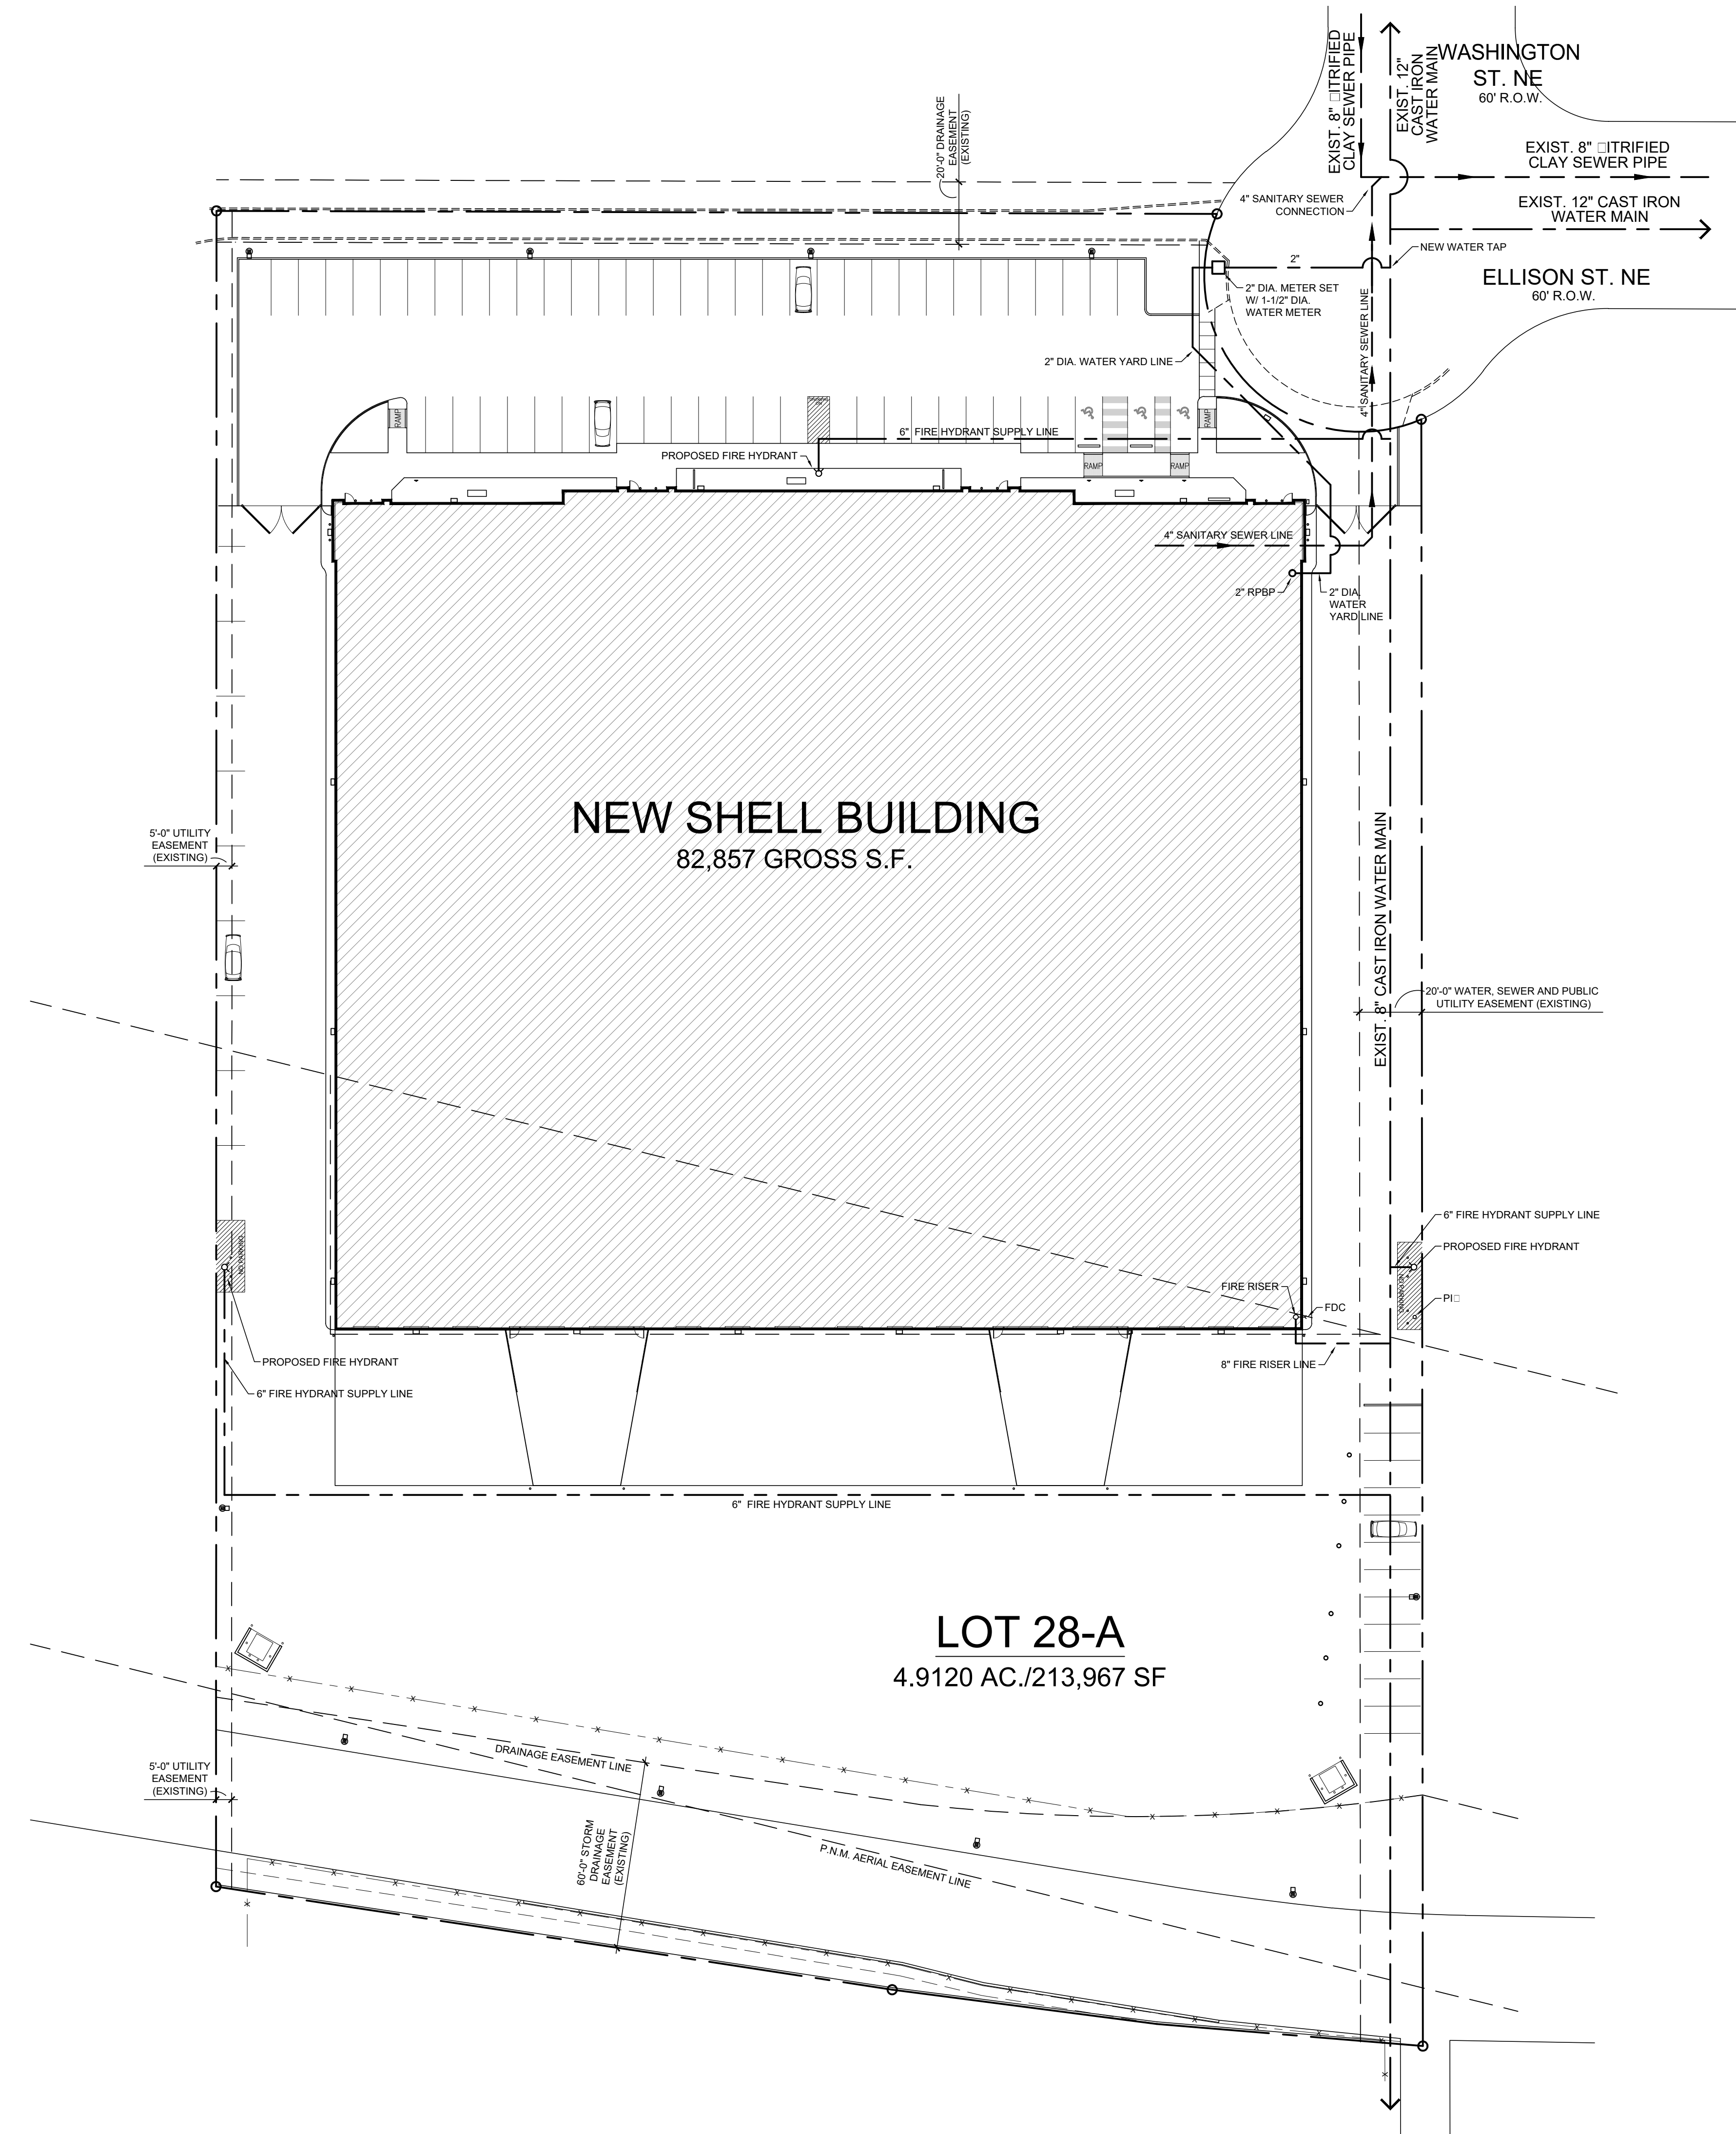 WASHINGTON
ST. NE
60' R.O.W.
EXIST. 8" □ITRIFIED
CLAY SEWER PIPE
EXIST. 12"
CAST IRON
WATER MAIN
EXIST. 8" □ITRIFIED
CLAY SEWER PIPE
EXIST. 12" CAST IRON
WATER MAIN
20'-0" DRAINAGE
EASEMENT
(EXISTING)
4" SANITARY SEWER
CONNECTION
NEW WATER TAP
2"
ELLISON ST. NE
60' R.O.W.
2" DIA. METER SET
W/ 1-1/2" DIA.
WATER METER
4" SANITARY SEWER LINE
2" DIA. WATER YARD LINE
RAMP
RAMP
6" FIRE HYDRANT SUPPLY LINE
PROPOSED FIRE HYDRANT
RAMP
RAMP
4" SANITARY SEWER LINE
2" RPBP
2" DIA.
WATER
YARD LINE
NEW SHELL BUILDING
82,857 GROSS S.F.
5'-0" UTILITY
EASEMENT
(EXISTING)
EXIST. 8" CAST IRON WATER MAIN
20'-0" WATER, SEWER AND PUBLIC
UTILITY EASEMENT (EXISTING)
6" FIRE HYDRANT SUPPLY LINE
PROPOSED FIRE HYDRANT
NO PARKING
NO PARKING
PI□
FIRE RISER
FDC
8" FIRE RISER LINE
PROPOSED FIRE HYDRANT
6" FIRE HYDRANT SUPPLY LINE
6" FIRE HYDRANT SUPPLY LINE
LOT 28-A
4.9120 AC./213,967 SF
DRAINAGE EASEMENT LINE
5'-0" UTILITY
EASEMENT
(EXISTING)
60'-0" STORM
DRAINAGE
EASEMENT
(EXISTING)
P.N.M. AERIAL EASEMENT LINE